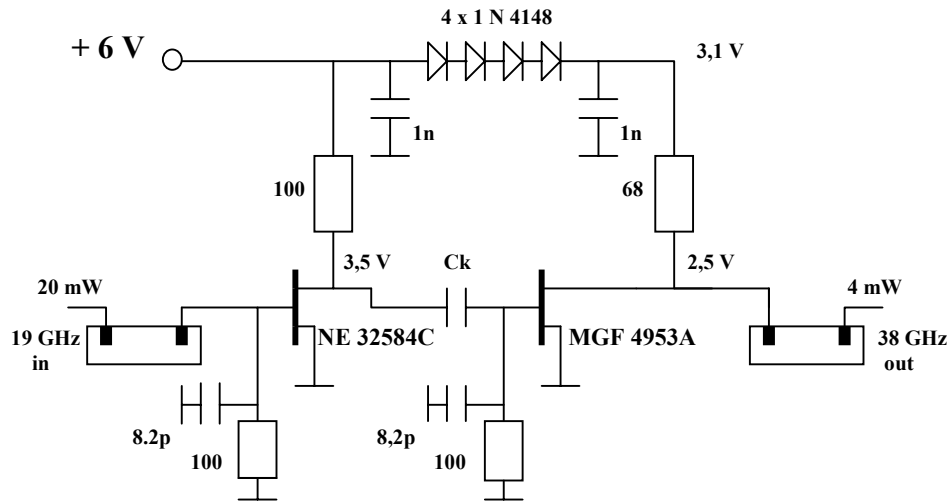 4 x 1 N 4148
+ 6 V
3,1 V
1n
1n
100
68
3,5 V
Ck
2,5 V
20 mW
4 mW
19 GHz
in
NE 32584C
MGF 4953A
38 GHz
out
8.2p
100
8,2p
100